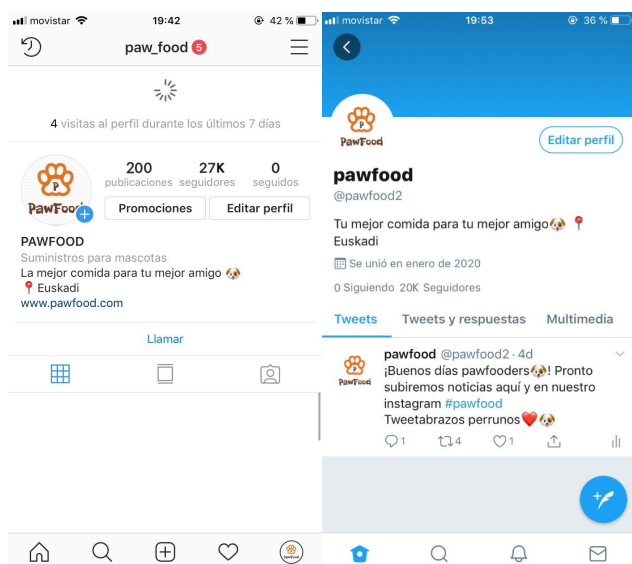 movistar 19:42 42 %
paw_food 5
4 visitas al perfil durante los últimos 7 días
P
PawFood
200 27K 0
publicaciones seguidores seguidos
Promociones Editar perfil
PAWFOOD
Suministros para mascotas
La mejor comida para tu mejor amigo 🐶
📍 Euskadi
www.pawfood.com
Llamar
movistar 19:53 36 %
P
PawFood
Editar perfil
pawfood
@pawfood2
Tu mejor comida para tu mejor amigo🐶 📍
Euskadi
Se unió en enero de 2020
0 Siguiendo 20K Seguidores
Tweets Tweets y respuestas Multimedia
PawFood
pawfood @pawfood2 · 4d
¡Buenos días pawfooders🐶! Pronto
subiremos noticias aquí y en nuestro
instagram #pawfood
Tweetabrazos perrunos❤️🐶
1 4 1